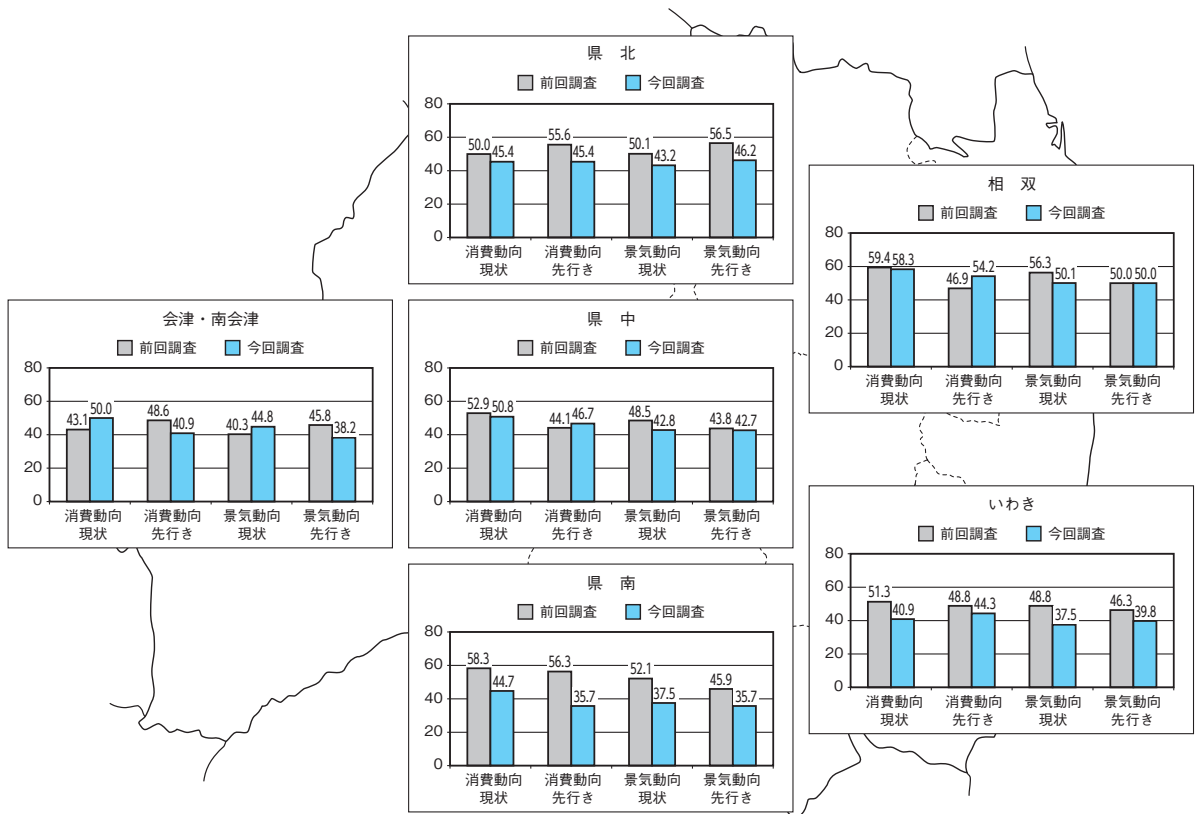 県 北
前回調査 今回調査
80
60
40
20
0
50.0 45.4 55.6 45.4 50.1 43.2 56.5 46.2
消費動向 消費動向 景気動向 景気動向
現状 先行き 現状 先行き
相 双
前回調査 今回調査
80
60
40
20
0
59.4 58.3 46.9 54.2 56.3 50.1 50.0 50.0
消費動向 消費動向 景気動向 景気動向
現状 先行き 現状 先行き
会津・南会津
前回調査 今回調査
80
60
40
20
0
43.1 50.0 48.6 40.9 40.3 44.8 45.8 38.2
消費動向 消費動向 景気動向 景気動向
現状 先行き 現状 先行き
県 中
前回調査 今回調査
80
60
40
20
0
52.9 50.8 44.1 46.7 48.5 42.8 43.8 42.7
消費動向 消費動向 景気動向 景気動向
現状 先行き 現状 先行き
いわき
前回調査 今回調査
80
60
40
20
0
51.3 40.9 48.8 44.3 48.8 37.5 46.3 39.8
消費動向 消費動向 景気動向 景気動向
現状 先行き 現状 先行き
県 南
前回調査 今回調査
80
60
40
20
0
58.3 44.7 56.3 35.7 52.1 37.5 45.9 35.7
消費動向 消費動向 景気動向 景気動向
現状 先行き 現状 先行き